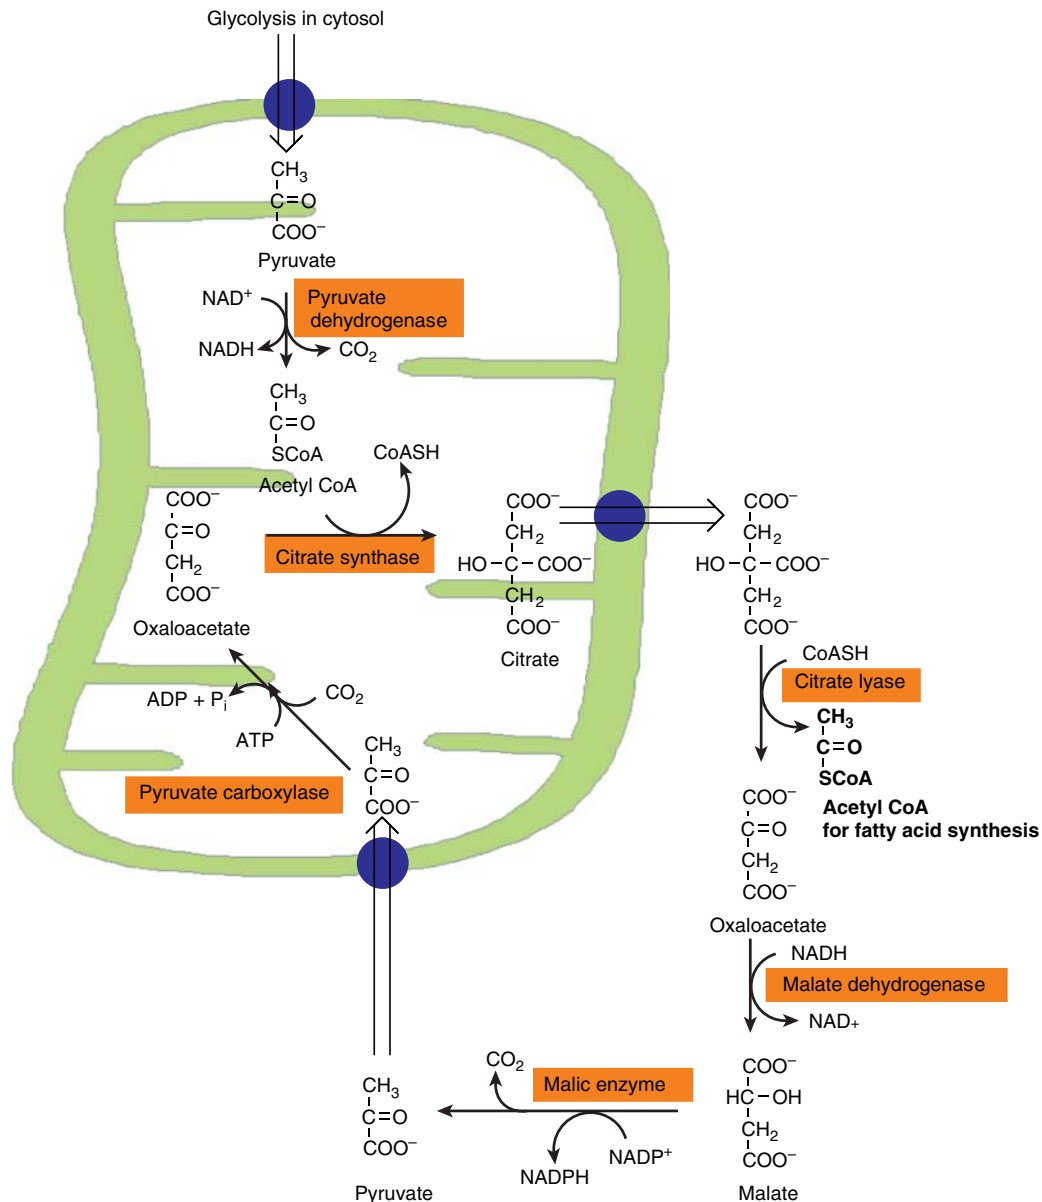 Glycolysis in cytosol
CH₃
C=O
COO⁻
Pyruvate
NAD⁺
Pyruvate
dehydrogenase
NADH
CO₂
CH₃
C=O
SCoA
Acetyl CoA
CoASH
COO⁻
C=O
CH₂
COO⁻
Oxaloacetate
Citrate synthase
COO⁻
CH₂
HO–C–COO⁻
CH₂
COO⁻
Citrate
COO⁻
CH₂
HO–C–COO⁻
CH₂
COO⁻
CoASH
Citrate lyase
CH₃
C=O
SCoA
Acetyl CoA
for fatty acid synthesis
ADP + Pᵢ
CO₂
ATP
Pyruvate carboxylase
CH₃
C=O
COO⁻
COO⁻
C=O
CH₂
COO⁻
Oxaloacetate
NADH
Malate dehydrogenase
NAD₊
COO⁻
HC–OH
CH₂
COO⁻
Malate
CO₂
Malic enzyme
NADPH
NADP⁺
CH₃
C=O
COO⁻
Pyruvate